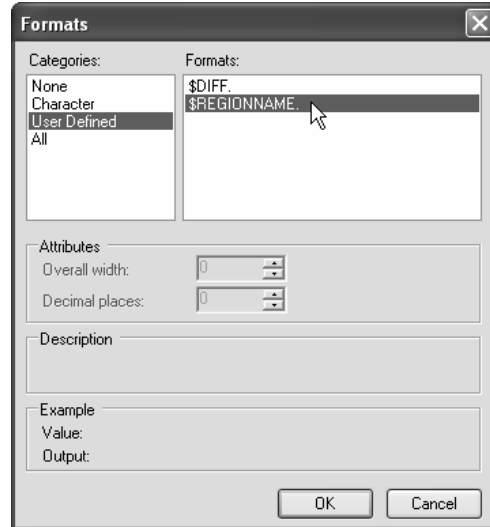 Formats
Categories:
Formats:
None
Character
User Defined
All
$DIFF.
$REGIONNAME.
Attributes
Overall width:
0
Decimal places:
0
Description
Example
Value:
Output:
OK
Cancel